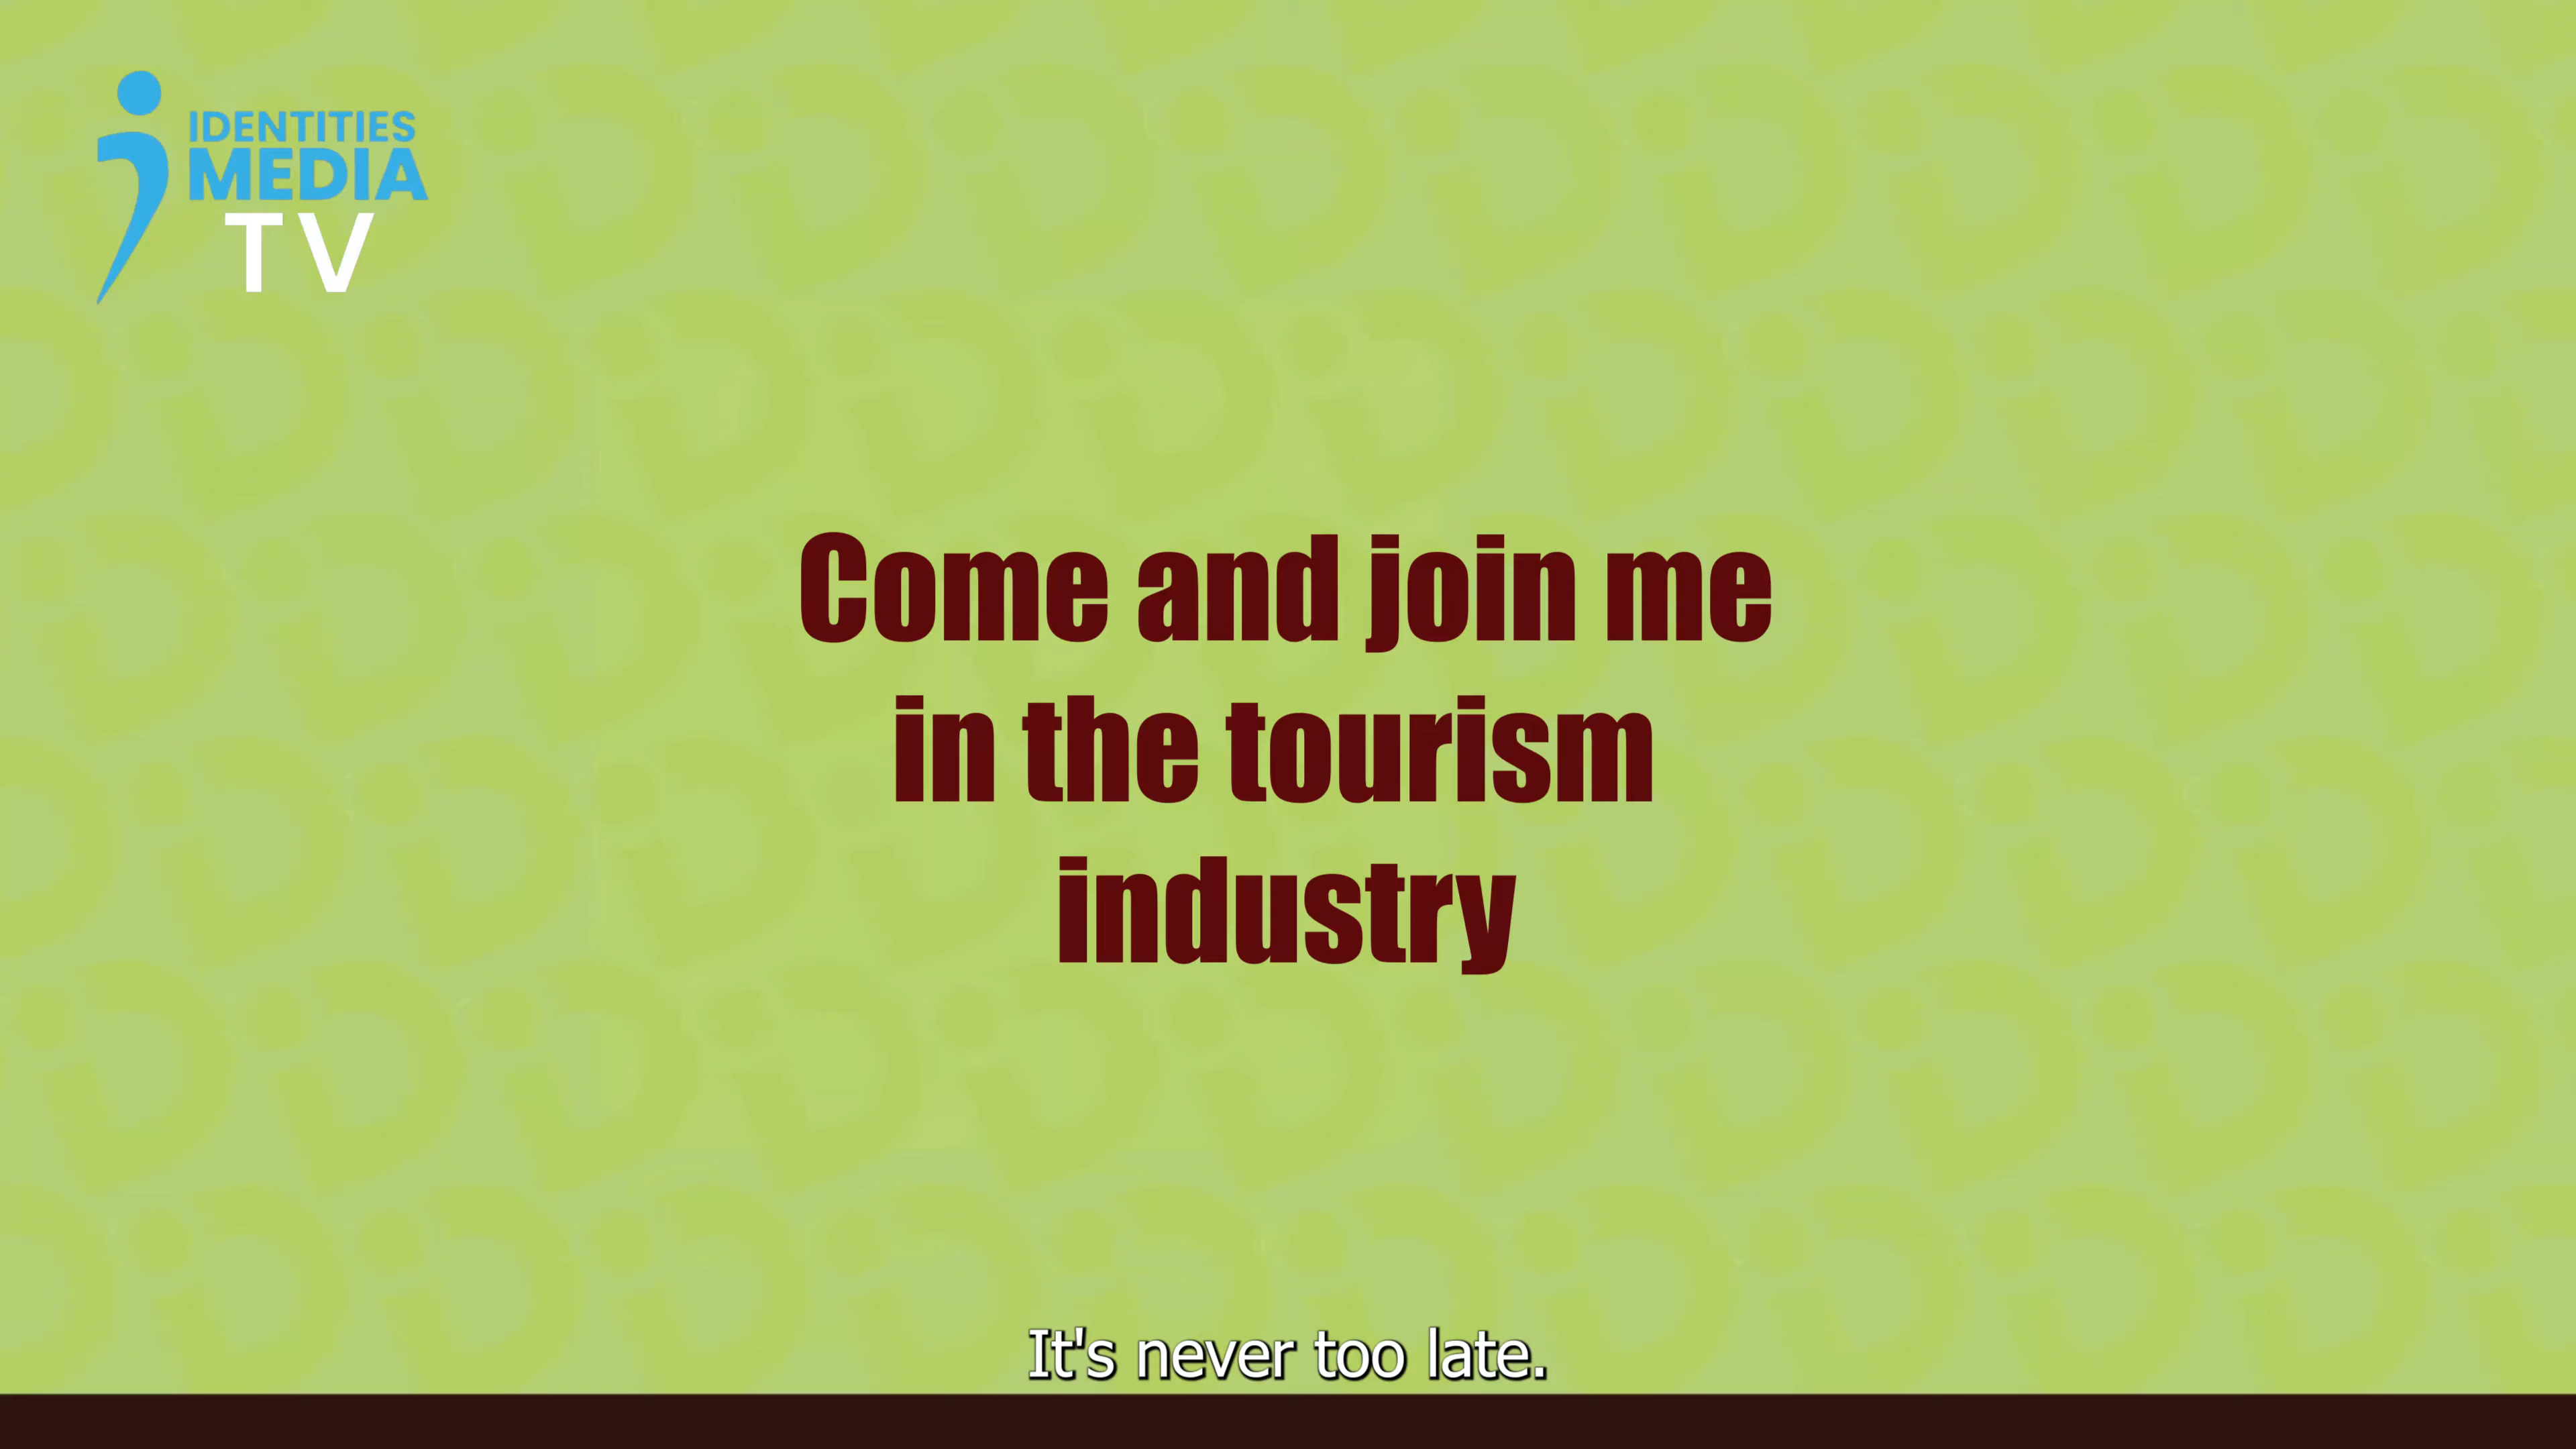 IDENTITIES
MEDIA
TV
Come and join me
in the tourism
industry
It's never too late.